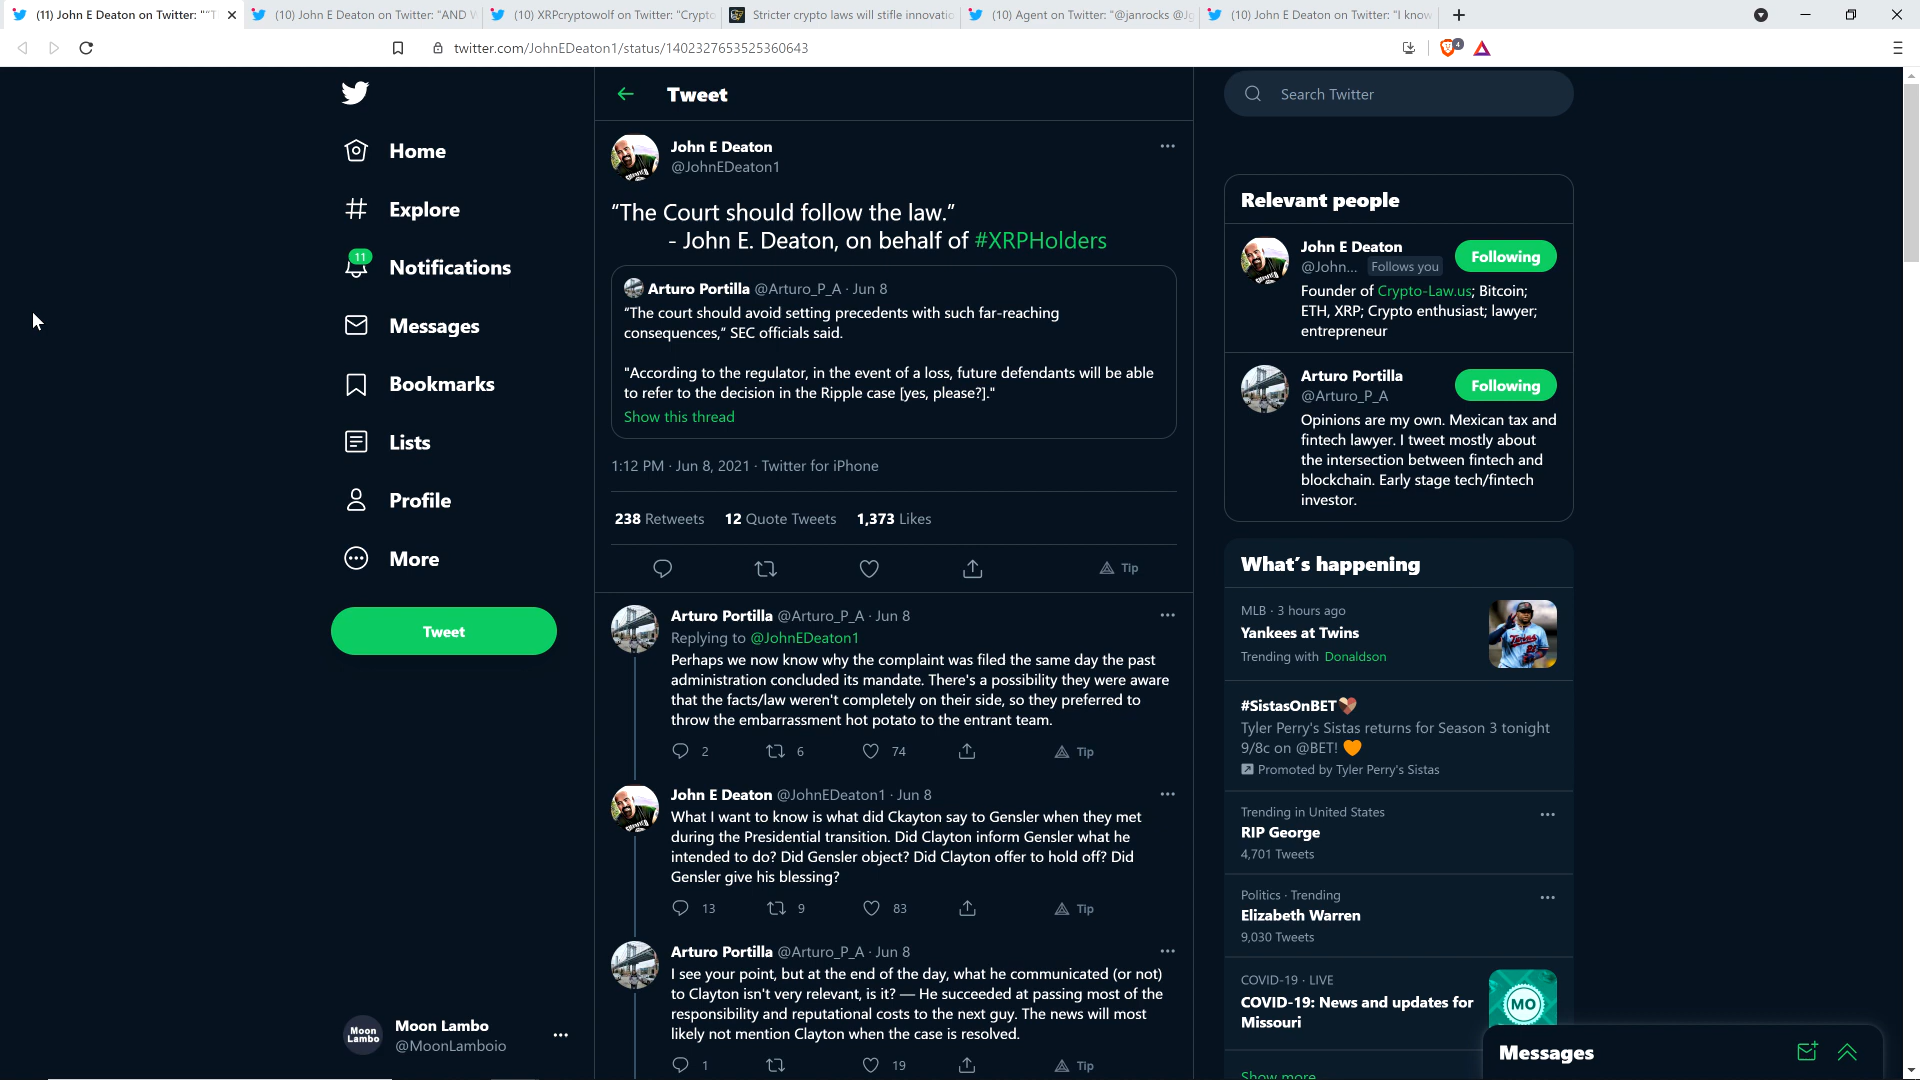 (11) John E Deaton on Twitter: ""T
(10) John E Deaton on Twitter: "AND W
(10) XRPcryptowolf on Twitter: "Crypto
Stricter crypto laws will stifle innovatio
(10) Agent on Twitter: "@janrocks @Jg
(10) John E Deaton on Twitter: "I know
twitter.com/JohnEDeaton1/status/1402327653525360643
4
Home
Explore
11
Notifications
Messages
Bookmarks
Lists
Profile
More
Tweet
Moon Lambo
Moon Lambo
@MoonLamboio
Tweet
John E Deaton
@JohnEDeaton1
“The Court should follow the law.”
- John E. Deaton, on behalf of #XRPHolders
Arturo Portilla @Arturo_P_A · Jun 8
“The court should avoid setting precedents with such far-reaching
consequences,” SEC officials said.
"According to the regulator, in the event of a loss, future defendants will be able
to refer to the decision in the Ripple case [yes, please?]."
Show this thread
1:12 PM · Jun 8, 2021 · Twitter for iPhone
238 Retweets 12 Quote Tweets 1,373 Likes
Tip
Arturo Portilla @Arturo_P_A · Jun 8
Replying to @JohnEDeaton1
Perhaps we now know why the complaint was filed the same day the past
administration concluded its mandate. There's a possibility they were aware
that the facts/law weren't completely on their side, so they preferred to
throw the embarrassment hot potato to the entrant team.
2 6 74 Tip
John E Deaton @JohnEDeaton1 · Jun 8
What I want to know is what did Ckayton say to Gensler when they met
during the Presidential transition. Did Clayton inform Gensler what he
intended to do? Did Gensler object? Did Clayton offer to hold off? Did
Gensler give his blessing?
13 9 83 Tip
Arturo Portilla @Arturo_P_A · Jun 8
I see your point, but at the end of the day, what he communicated (or not)
to Clayton isn't very relevant, is it? — He succeeded at passing most of the
responsibility and reputational costs to the next guy. The news will most
likely not mention Clayton when the case is resolved.
1 19 Tip
Search Twitter
Relevant people
John E Deaton
@John... Follows you
Following
Founder of Crypto-Law.us; Bitcoin;
ETH, XRP; Crypto enthusiast; lawyer;
entrepreneur
Arturo Portilla
@Arturo_P_A
Following
Opinions are my own. Mexican tax and
fintech lawyer. I tweet mostly about
the intersection between fintech and
blockchain. Early stage tech/fintech
investor.
What's happening
MLB · 3 hours ago
Yankees at Twins
Trending with Donaldson
Twins
#SistasOnBET
Tyler Perry's Sistas returns for Season 3 tonight
9/8c on @BET!
Promoted by Tyler Perry's Sistas
Trending in United States
RIP George
4,701 Tweets
Politics · Trending
Elizabeth Warren
9,030 Tweets
COVID-19 · LIVE
COVID-19: News and updates for
Missouri
MO
Show more
Messages